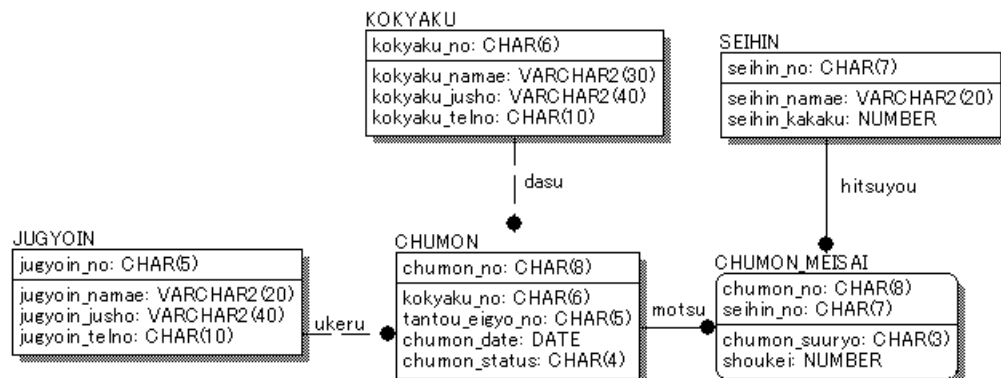 KOKYAKU
kokyaku_no: CHAR(6)
kokyaku_namae: VARCHAR2(30)
kokyaku_jusho: VARCHAR2(40)
kokyaku_telno: CHAR(10)
SEIHIN
seihin_no: CHAR(7)
seihin_namae: VARCHAR2(20)
seihin_kakaku: NUMBER
dasu
hitsuyou
JUGYOIN
jugyoin_no: CHAR(5)
jugyoin_namae: VARCHAR2(20)
jugyoin_jusho: VARCHAR2(40)
jugyoin_telno: CHAR(10)
ukeru
CHUMON
chumon_no: CHAR(8)
kokyaku_no: CHAR(6)
tantou_eigyo_no: CHAR(5)
chumon_date: DATE
chumon_status: CHAR(4)
motsu
CHUMON_MEISAI
chumon_no: CHAR(8)
seihin_no: CHAR(7)
chumon_suuryo: CHAR(3)
shoukei: NUMBER